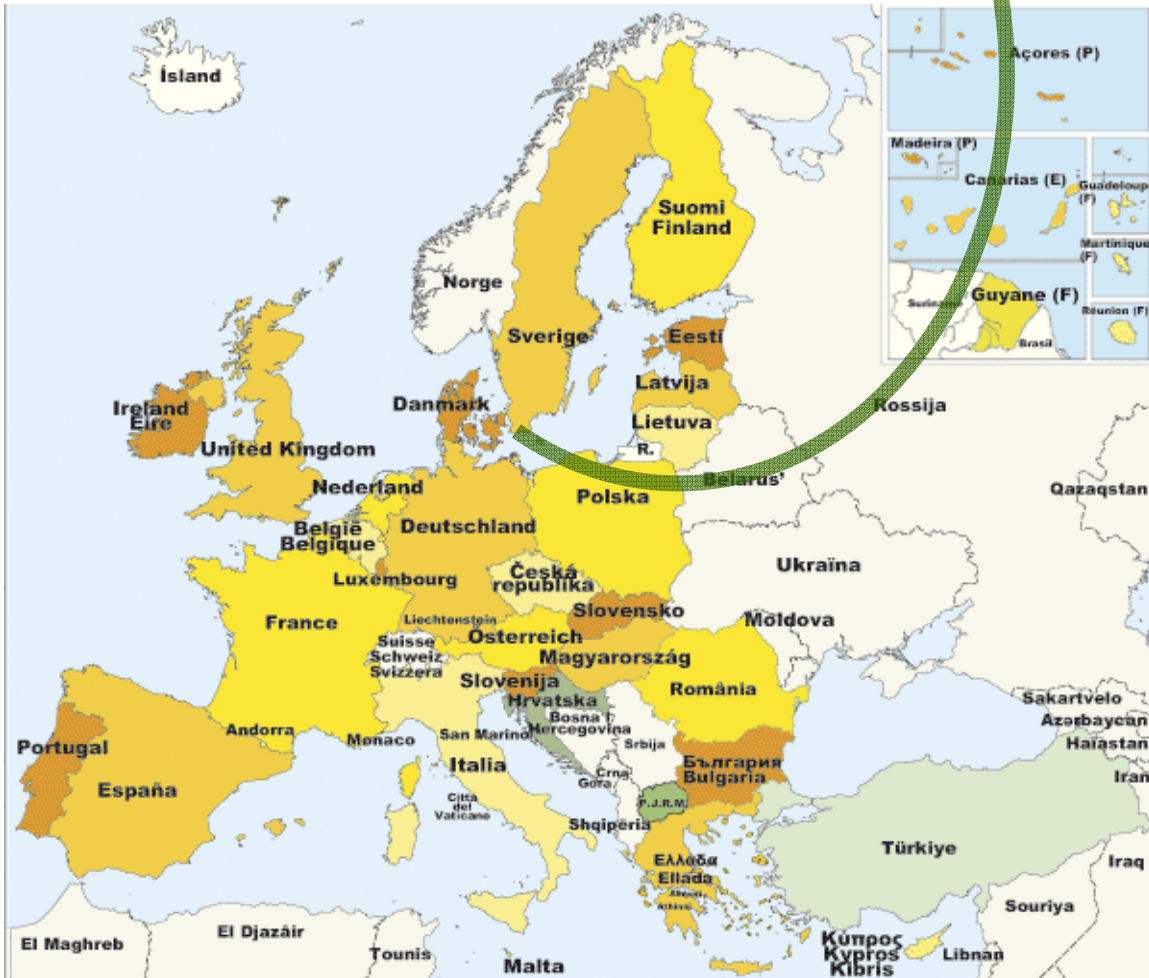 Ísland
Açores (P)
Madeira (P)
Canarias (E)
Guadeloup
(F)
Martinique
(F)
Suriname
Guyane (F)
Brasil
Réunion (F)
Suomi
Finland
Norge
Sverige
Eesti
Latvija
Lietuva
R.
Rossija
Danmark
Ireland
Eire
United Kingdom
Nederland
België
Belgique
Deutschland
Polska
Belarus'
Qazaqstan
Luxembourg
Česká
republika
Ukraïna
Slovensko
France
Liechtenstein
Österreich
Moldova
Suisse
Schweiz
Svizzera
Magyarország
Slovenija
România
Hrvatska
Bosna i
Hercegovina
Sakartvelo
Azərbaycan
Haïastan
Iran
Andorra
Monaco
San Marino
Srbija
Portugal
España
Italia
Crna
Gora
България
Bulgaria
Città
del
Vaticano
P.J.R.M.
Shqipëria
Ελλάδα
Ellada
Athinai
Türkiye
Iraq
Souriya
El Maghreb
El Djazâir
Tounis
Malta
Κύπρος
Kypros
Kibris
Libnan